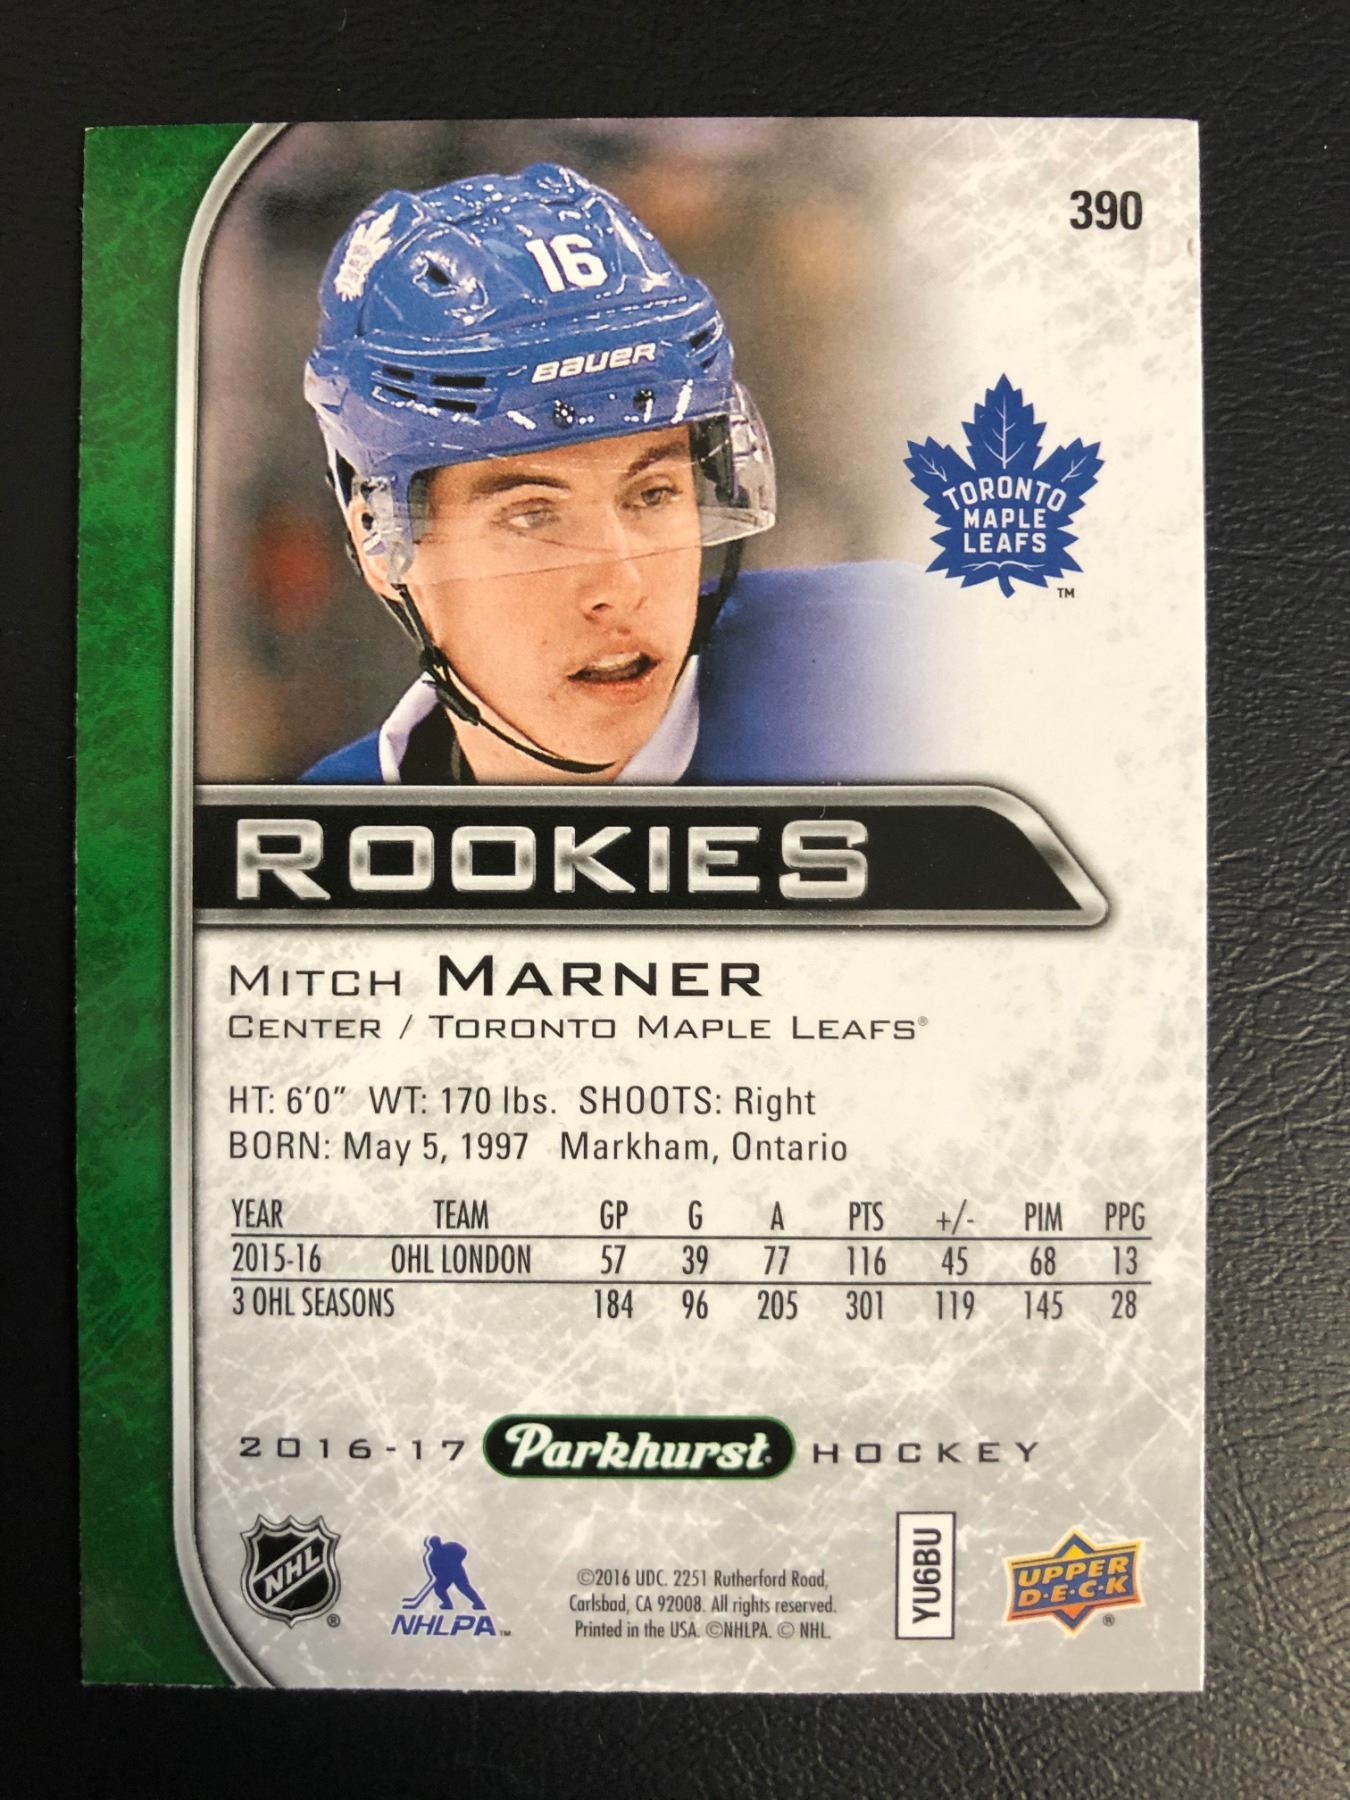 390
16
BAUER
TORONTO
MAPLE
LEAFS
TM
ROOKIES
MITCH MARNER
CENTER / TORONTO MAPLE LEAFS®
HT: 6'0" WT: 170 lbs. SHOOTS: Right
BORN: May 5, 1997 Markham, Ontario
YEAR TEAM GP G A PTS +/- PIM PPG
2015-16 OHL LONDON 57 39 77 116 45 68 13
3 OHL SEASONS 184 96 205 301 119 145 28
2016-17 Parkhurst HOCKEY
NHL ®
NHLPA TM
©2016 UDC. 2251 Rutherford Road,
Carlsbad, CA 92008. All rights reserved.
Printed in the USA. ©NHLPA. © NHL.
YU6BU
UPPER
D·E·C·K ®